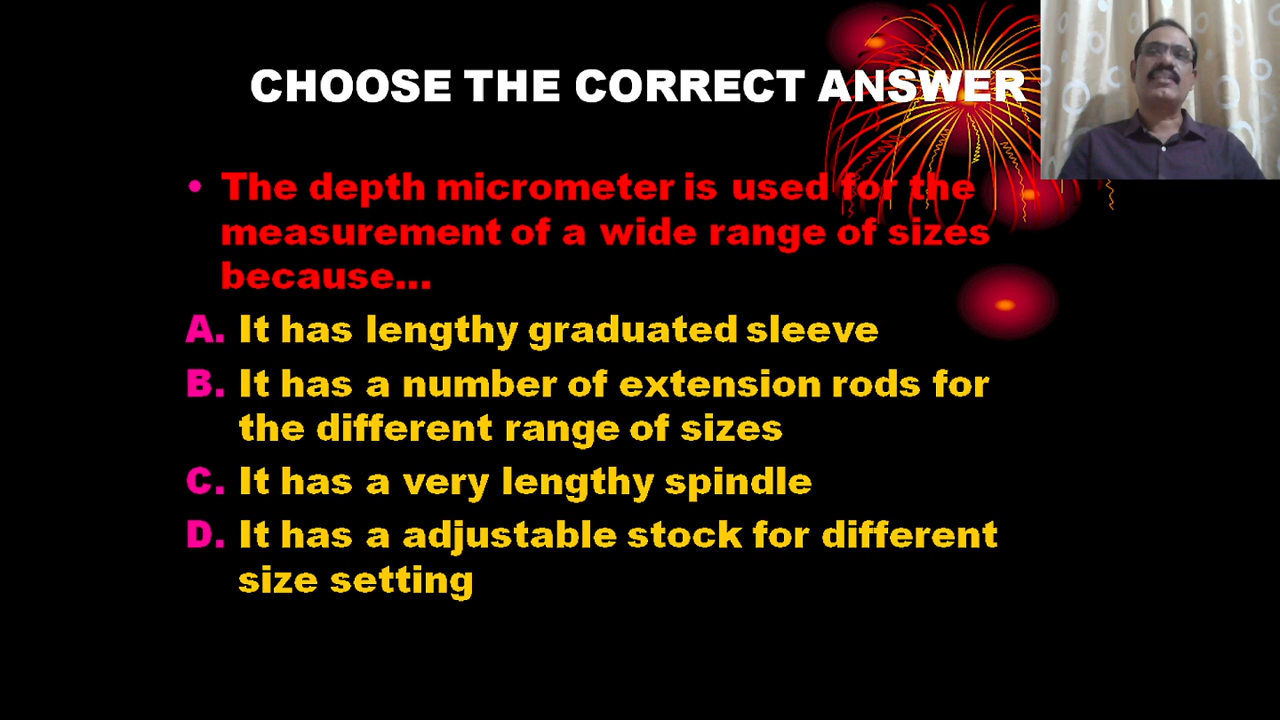 CHOOSE THE CORRECT ANSWER
• The depth micrometer is used for the
measurement of a wide range of sizes
because...
A. It has lengthy graduated sleeve
B. It has a number of extension rods for
the different range of sizes
C. It has a very lengthy spindle
D. It has a adjustable stock for different
size setting